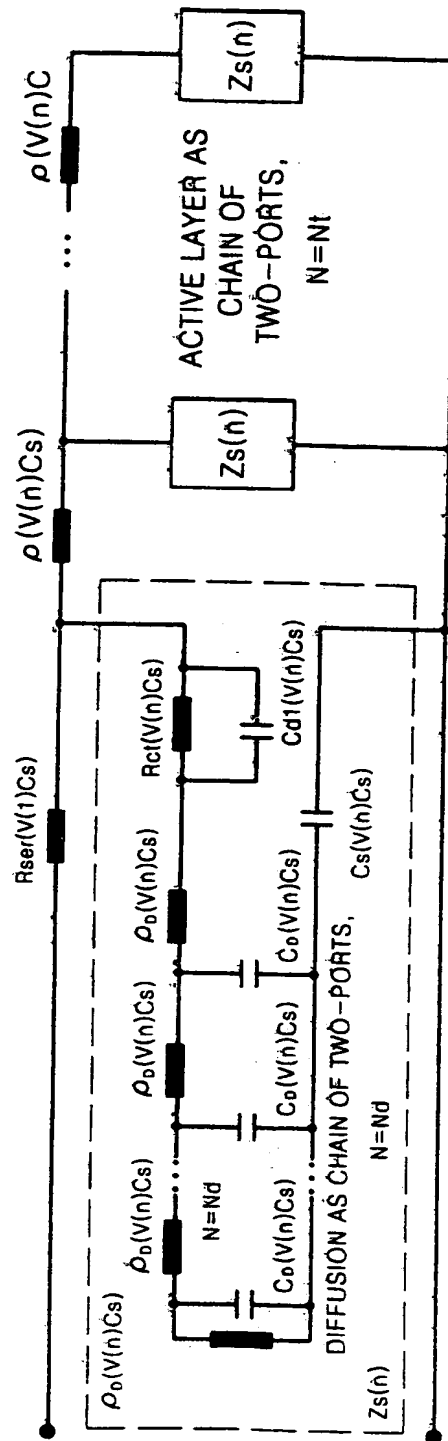 Rser(V(1)Cs)
ρ(V(n)Cs)
ρ(V(n)C
...
ρD(V(n)Cs)
ρD(V(n)Cs)
ρD(V(n)Cs)
ρD(V(n)Cs)
Rct(V(n)Cs)
N=Nd
Cd1(V(n)Cs)
CD(V(n)Cs)
CD(V(n)Cs)
CD(V(n)Cs)
Cs(V(n)Cs)
DIFFUSION AS CHAIN OF TWO-PORTS,
N=Nd
Zs(n)
Zs(n)
ACTIVE LAYER AS
CHAIN OF
TWO-PORTS,
N=Nt
Zs(n)